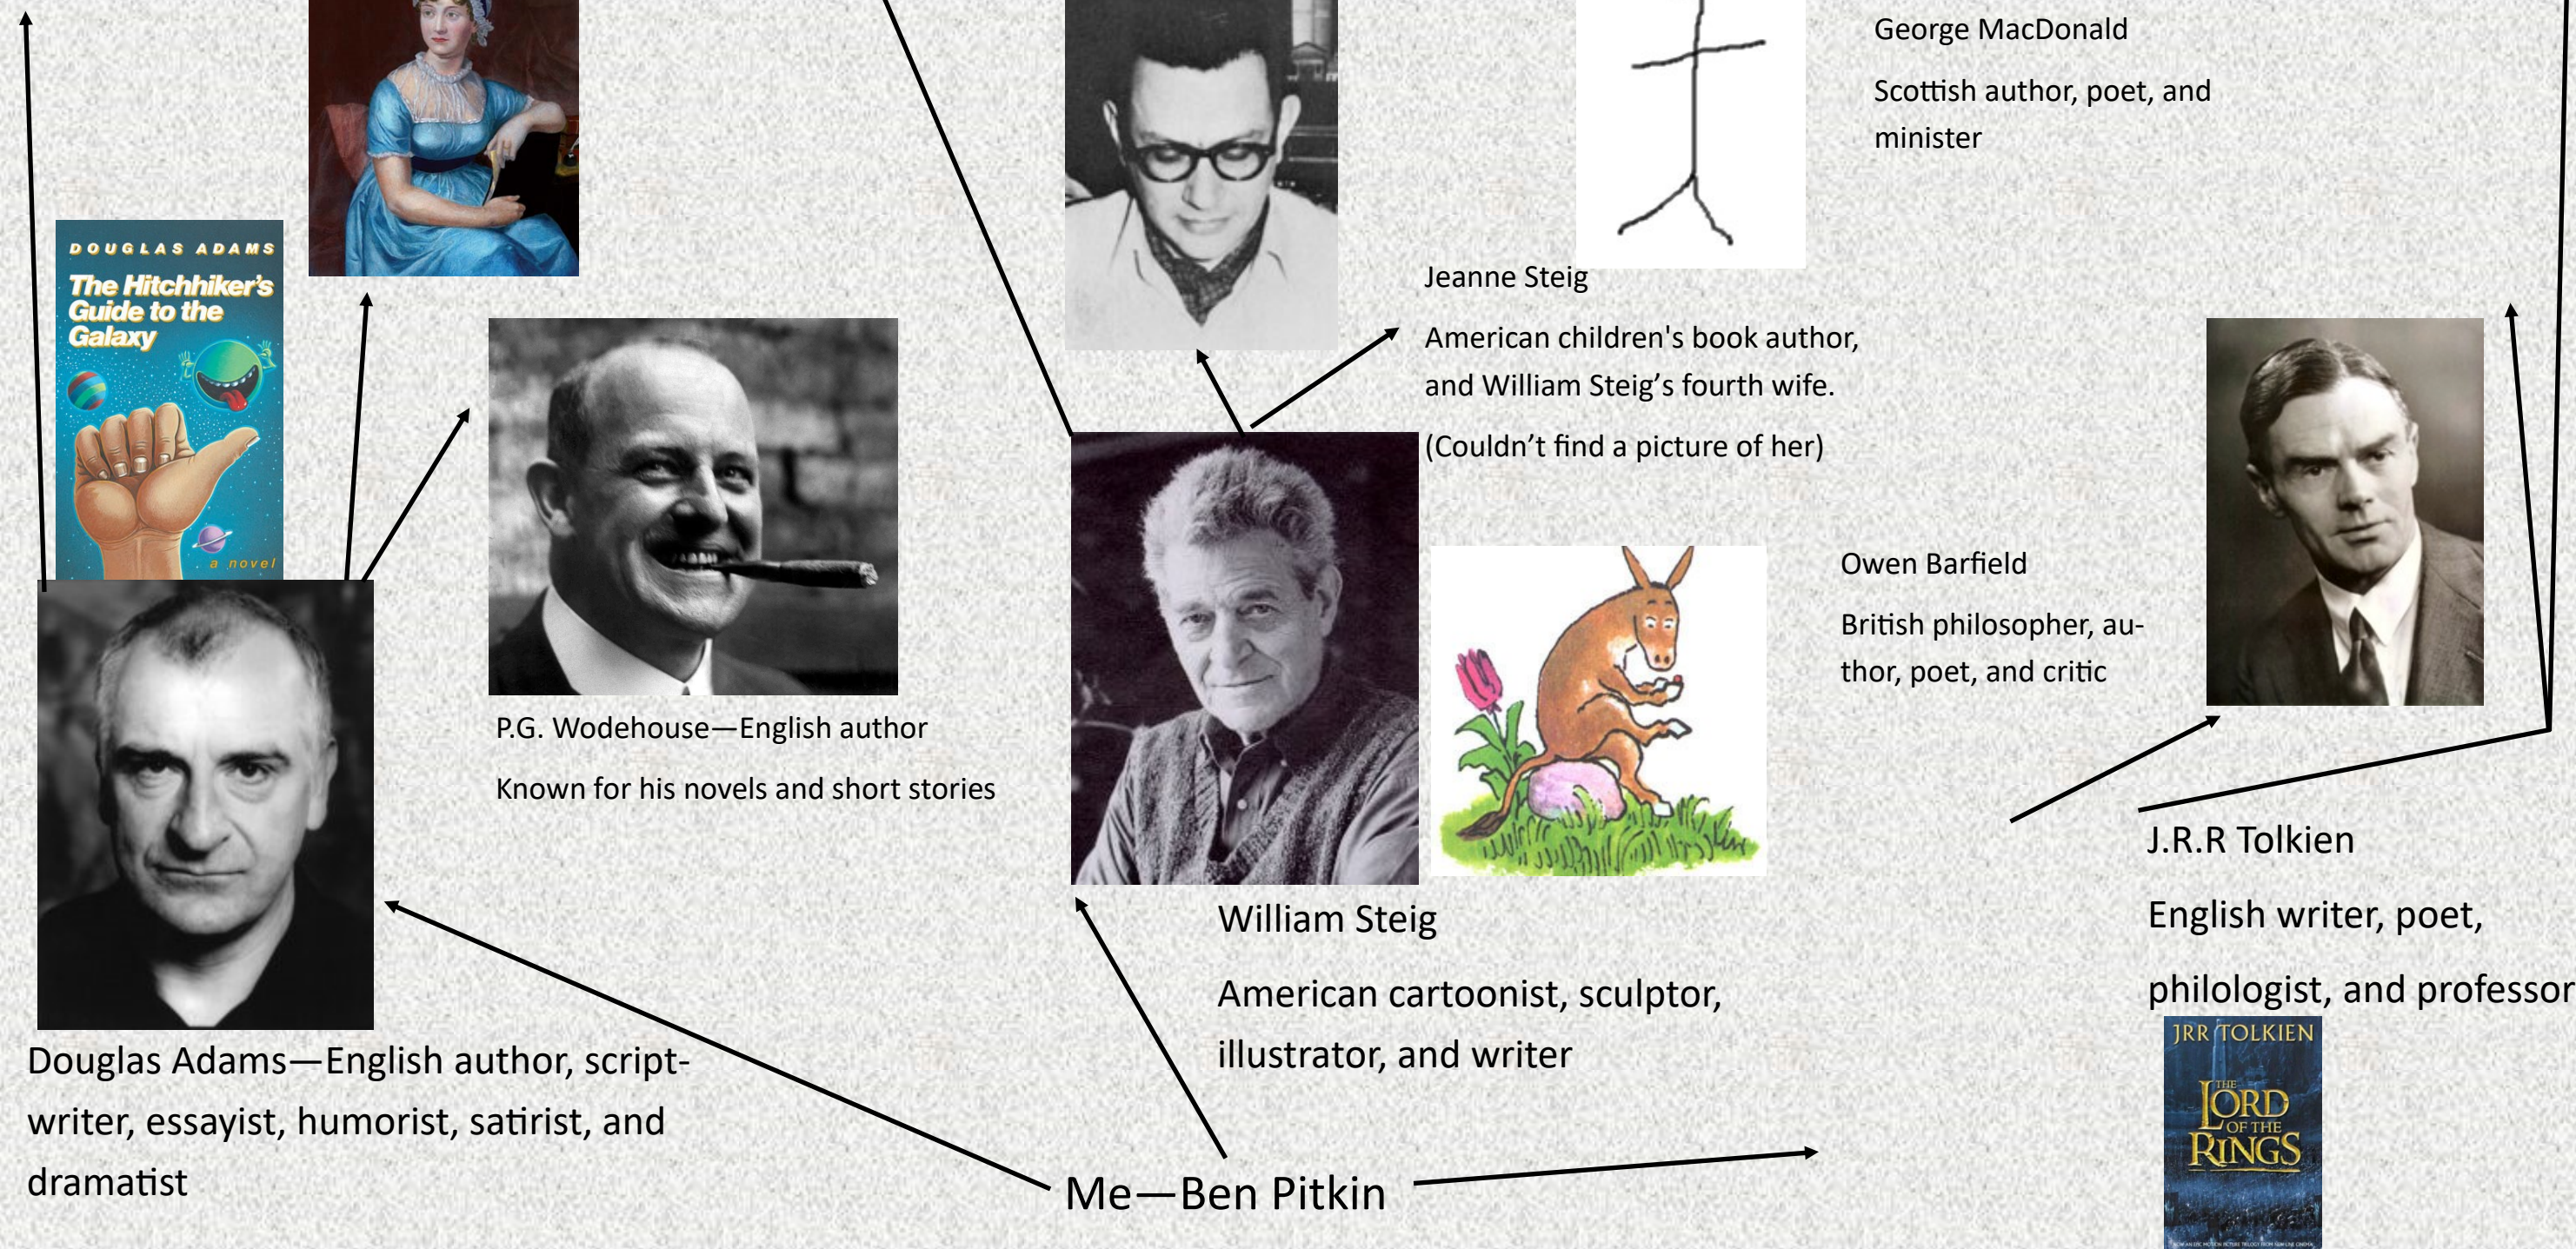 George MacDonald
Scottish author, poet, and
minister
DOUGLAS ADAMS
The Hitchhiker's
Guide to the
Galaxy
a novel
Jeanne Steig
American children's book author,
and William Steig’s fourth wife.
(Couldn’t find a picture of her)
Owen Barfield
British philosopher, au-
thor, poet, and critic
P.G. Wodehouse—English author
Known for his novels and short stories
J.R.R Tolkien
English writer, poet,
philologist, and professor
William Steig
American cartoonist, sculptor,
illustrator, and writer
Douglas Adams—English author, script-
writer, essayist, humorist, satirist, and
dramatist
JRR TOLKIEN
THE
LORD
OF THE
RINGS
Me—Ben Pitkin